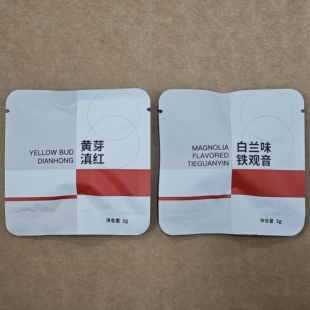 YELLOW BUD
DIANHONG
黄芽
滇红
净含量 2g
MAGNOLIA
FLAVORED
TIEGUANYIN
白兰味
铁观音
净含量 2g